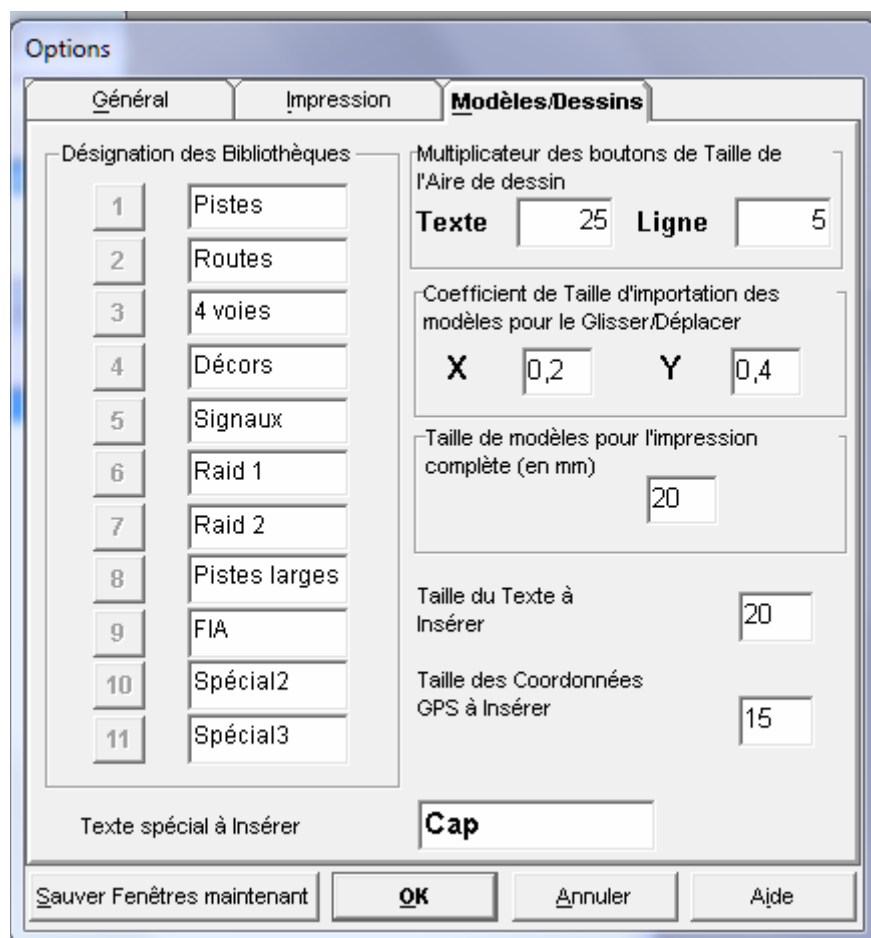 Options
Général
Impression
Modèles/Dessins
Désignation des Bibliothèques
1 Pistes
2 Routes
3 4 voies
4 Décors
5 Signaux
6 Raid 1
7 Raid 2
8 Pistes larges
9 FIA
10 Spécial2
11 Spécial3
Multiplicateur des boutons de Taille de
l'Aire de dessin
Texte 25 Ligne 5
Coefficient de Taille d'importation des
modèles pour le Glisser/Déplacer
X 0,2 Y 0,4
Taille de modèles pour l'impression
complète (en mm)
20
Taille du Texte à
Insérer
20
Taille des Coordonnées
GPS à Insérer
15
Texte spécial à Insérer Cap
Sauver Fenêtres maintenant
OK
Annuler
Aide